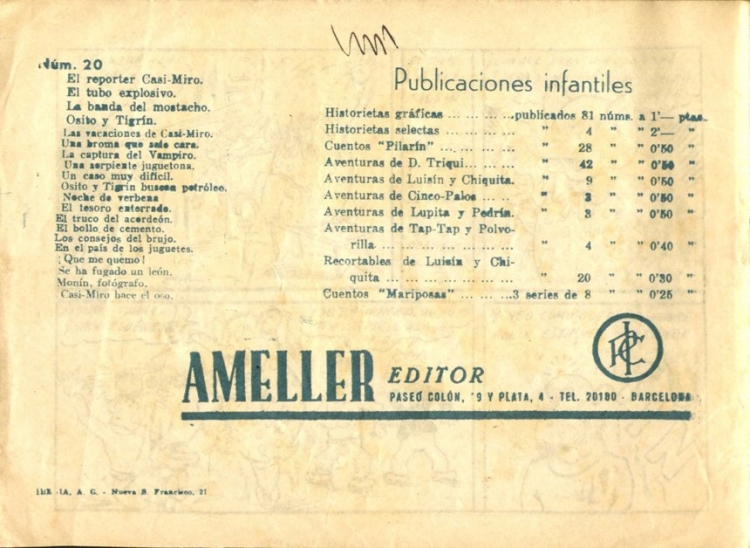 Núm. 20
El reporter Casi-Miro.
El tubo explosivo.
La banda del mostacho.
Osito y Tigrín.
Las vacaciones de Casi-Miro.
Una broma que sale cara.
La captura del Vampiro.
Una serpiente juguetona.
Un caso muy difícil.
Osito y Tigrín buscan petróleo.
Noche de verbena
El tesoro enterrado.
El truco del acordeón.
El bollo de cemento.
Los consejos del brujo.
En el país de los juguetes.
¡Que me quemo!
Se ha fugado un león.
Monín, fotógrafo.
Casi-Miro hace el oso.
Publicaciones infantiles
Historietas gráficas ... ... ... ...publicados 81 núms. a 1'— ptas.
Historietas selectas ... ... ... ... " 4 " " 2'— "
Cuentos "Pilarín" ... ... ... ... " 28 " " 0'50 "
Aventuras de D. Triqui... ... ... " 42 " " 0'50 "
Aventuras de Luisín y Chiquita. " 9 " " 0'50 "
Aventuras de Cinco-Palos ... ... " 3 " " 0'50 "
Aventuras de Lupita y Pedrín. " 3 " " 0'50 "
Aventuras de Tap-Tap y Polvo-
rilla ... ... ... ... ... ... ... " 4 " " 0'40 "
Recortables de Luisín y Chi-
quita ... ... ... ... ... ... ... " 20 " " 0'30 "
Cuentos "Mariposas" ... ... ...3 series de 8 " " 0'25 "
AMELLER EDITOR
PASEO COLÓN, 9 Y PLATA, 4 - TEL. 20180 - BARCELONA
A. G. - Nueva S. Francisco, 21